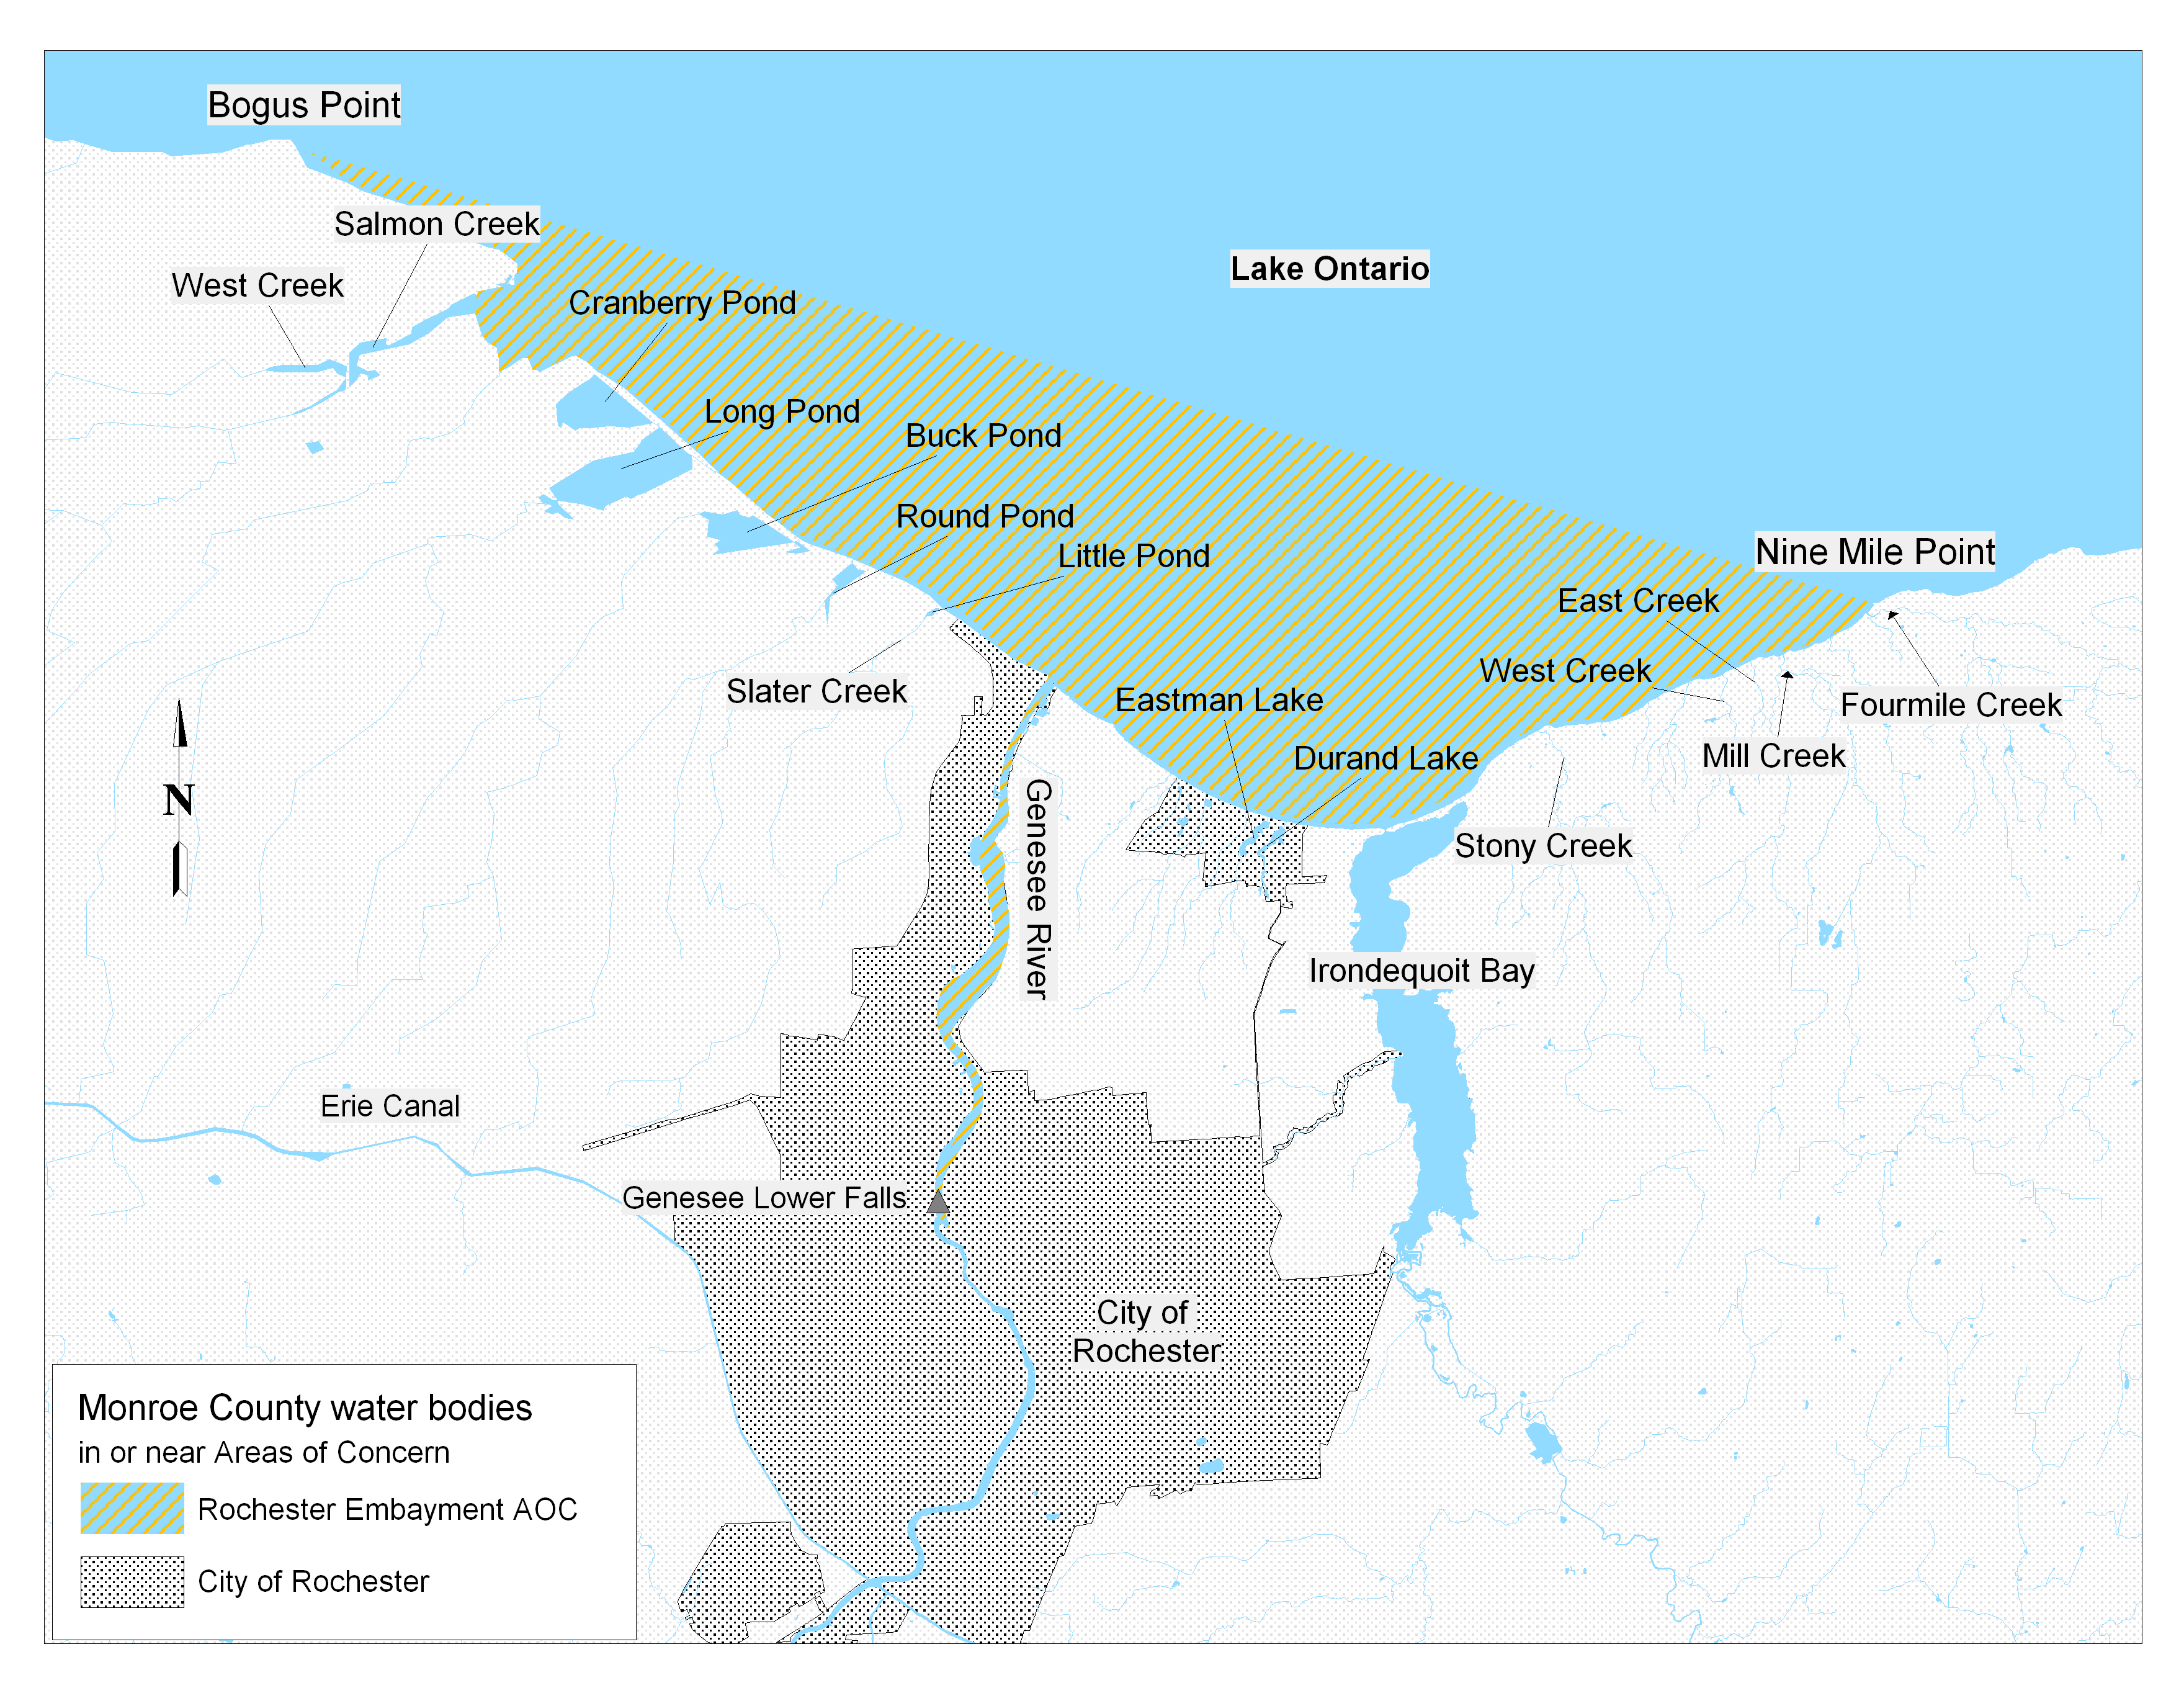 Bogus Point
Salmon Creek
West Creek
Lake Ontario
Cranberry Pond
Long Pond
Buck Pond
Round Pond
Little Pond
Nine Mile Point
East Creek
West Creek
Slater Creek
Eastman Lake
Fourmile Creek
Durand Lake
Mill Creek
N
Genesee River
Stony Creek
Irondequoit Bay
Erie Canal
Genesee Lower Falls
City of
Rochester
Monroe County water bodies
in or near Areas of Concern
Rochester Embayment AOC
City of Rochester